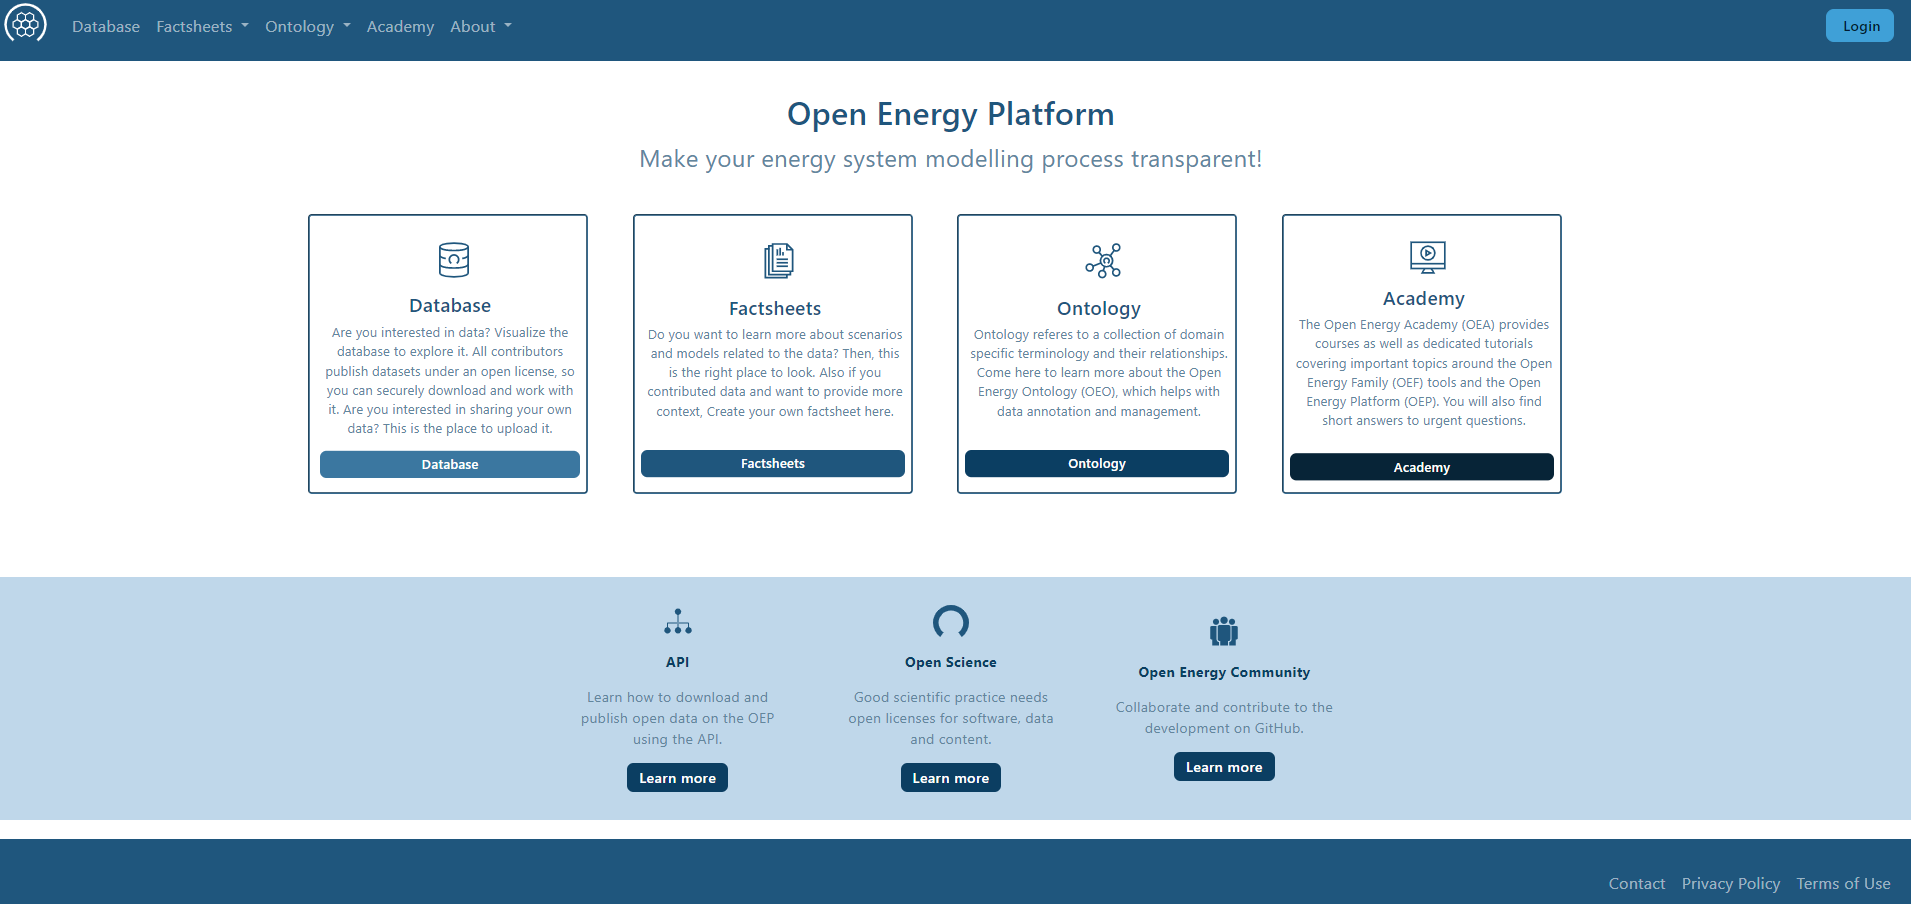 Database Factsheets Ontology Academy About Login
Open Energy Platform
Make your energy system modelling process transparent!
Database
Are you interested in data? Visualize the
database to explore it. All contributors
publish datasets under an open license, so
you can securely download and work with
it. Are you interested in sharing your own
data? This is the place to upload it.
Database
Factsheets
Do you want to learn more about scenarios
and models related to the data? Then, this
is the right place to look. Also if you
contributed data and want to provide more
context, Create your own factsheet here.
Factsheets
Ontology
Ontology referes to a collection of domain
specific terminology and their relationships.
Come here to learn more about the Open
Energy Ontology (OEO), which helps with
data annotation and management.
Ontology
Academy
The Open Energy Academy (OEA) provides
courses as well as dedicated tutorials
covering important topics around the Open
Energy Family (OEF) tools and the Open
Energy Platform (OEP). You will also find
short answers to urgent questions.
Academy
API
Learn how to download and
publish open data on the OEP
using the API.
Learn more
Open Science
Good scientific practice needs
open licenses for software, data
and content.
Learn more
Open Energy Community
Collaborate and contribute to the
development on GitHub.
Learn more
Contact Privacy Policy Terms of Use